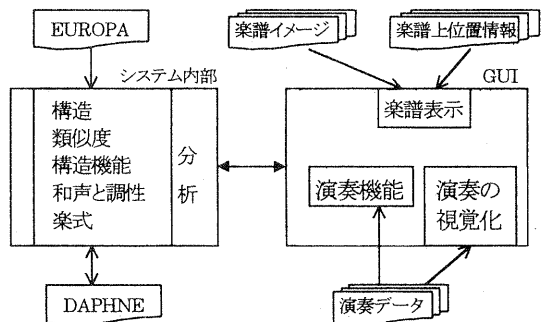 EUROPA
楽譜イメージ
楽譜上位置情報
システム内部
GUI
構造
類似度
構造機能
和声と調性
楽式
分
析
楽譜表示
演奏機能
演奏の
視覚化
DAPHNE
演奏データ